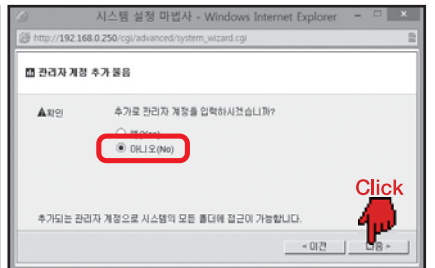 시스템 설정 마법사 - Windows Internet Explorer
http://192.168.0.250/cgi/advanced/system_wizard.cgi
관리자 계정 추가 물음
확인
추가로 관리자 계정을 입력하시겠습니까?
아니오(No)
Click
추가되는 관리자 계정으로 시스템의 모든 폴더에 접근이 가능합니다.
< 이전
다음 >